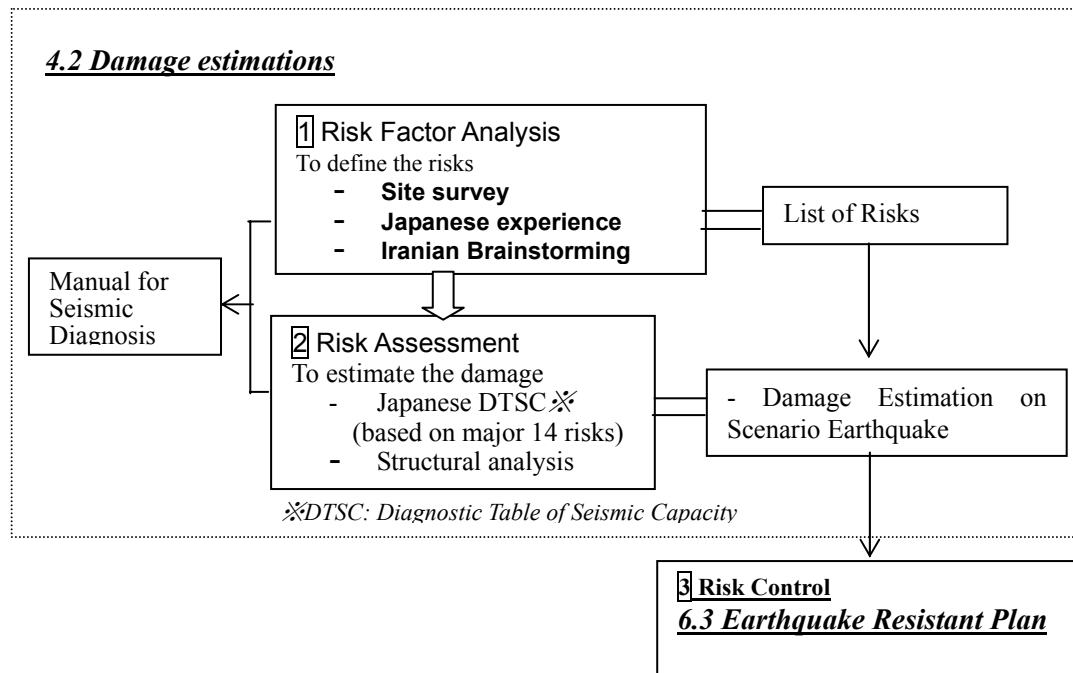 4.2 Damage estimations
1 Risk Factor Analysis
To define the risks
- Site survey
- Japanese experience
- Iranian Brainstorming
List of Risks
Manual for
Seismic
Diagnosis
2 Risk Assessment
To estimate the damage
- Japanese DTSC※
(based on major 14 risks)
- Structural analysis
- Damage Estimation on
Scenario Earthquake
※DTSC: Diagnostic Table of Seismic Capacity
3 Risk Control
6.3 Earthquake Resistant Plan